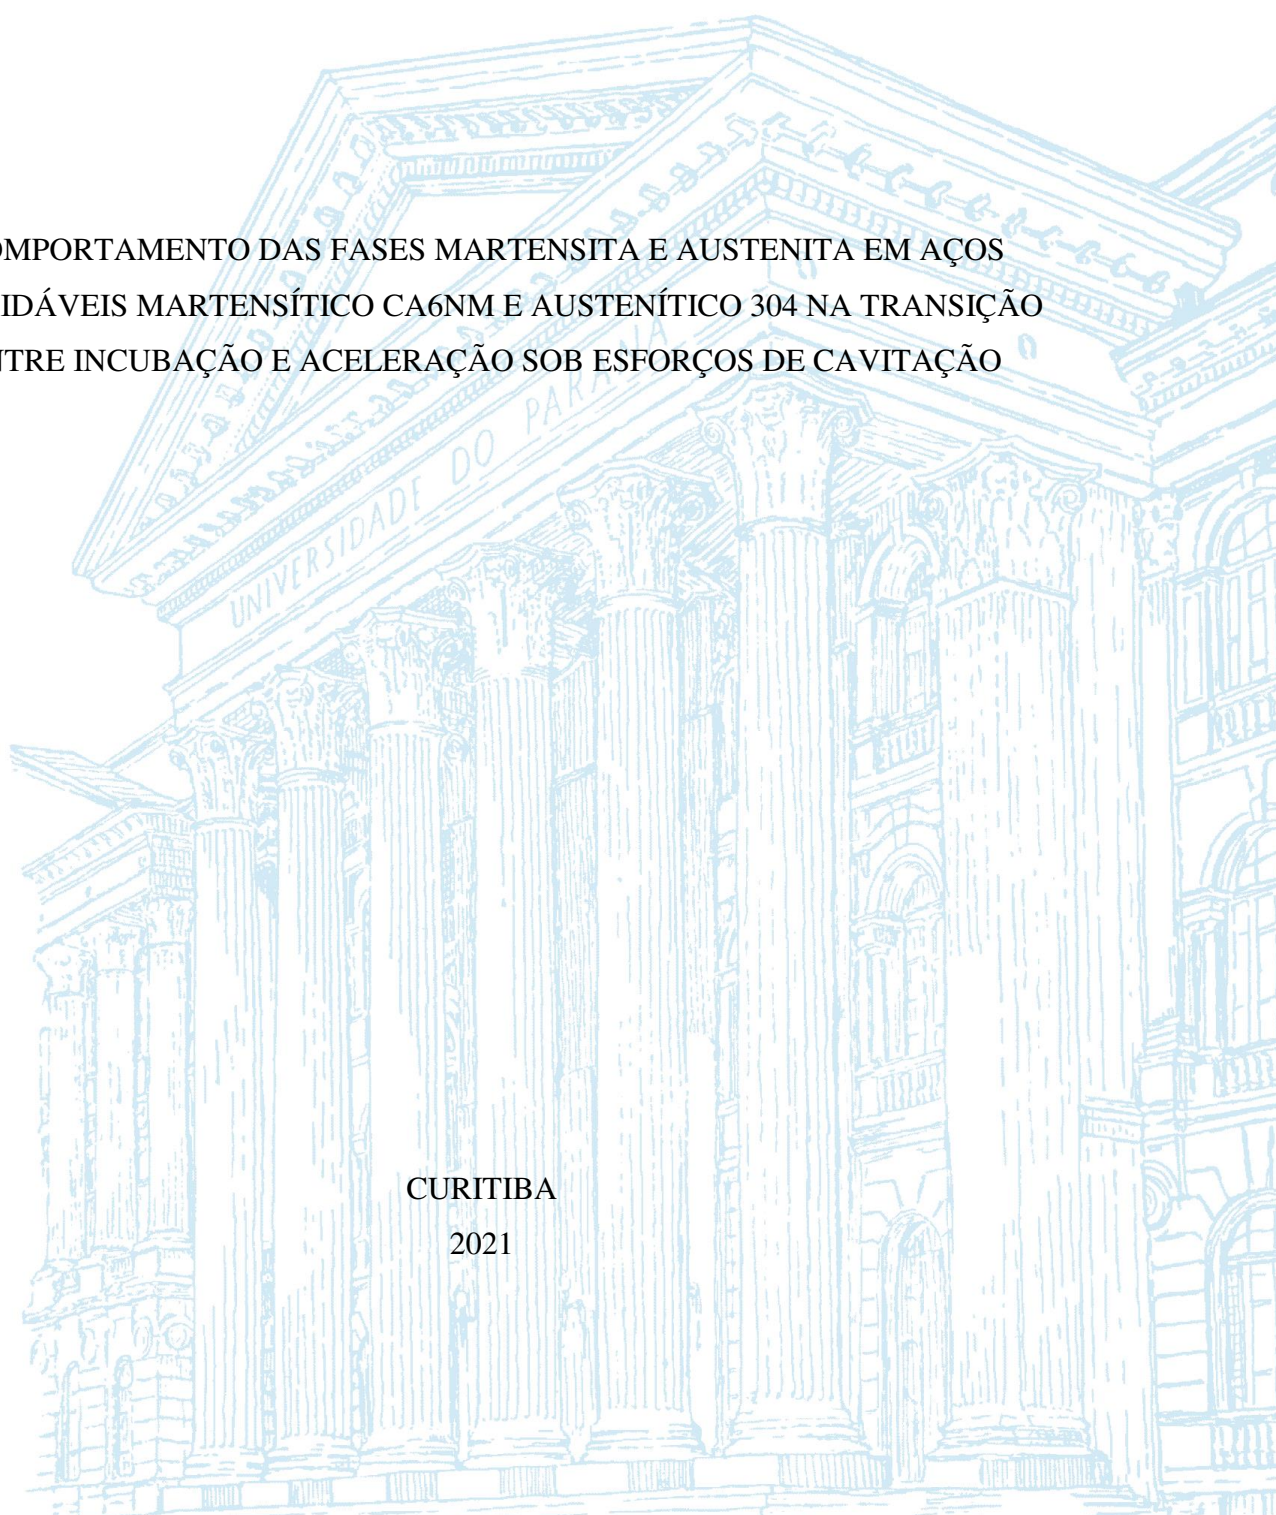 OMPORTAMENTO DAS FASES MARTENSITA E AUSTENITA EM AÇOS
IDÁVEIS MARTENSÍTICO CA6NM E AUSTENÍTICO 304 NA TRANSIÇÃO
NTRE INCUBAÇÃO E ACELERAÇÃO SOB ESFORÇOS DE CAVITAÇÃO
UNIVERSIDADE DO PARANÁ
CURITIBA
2021